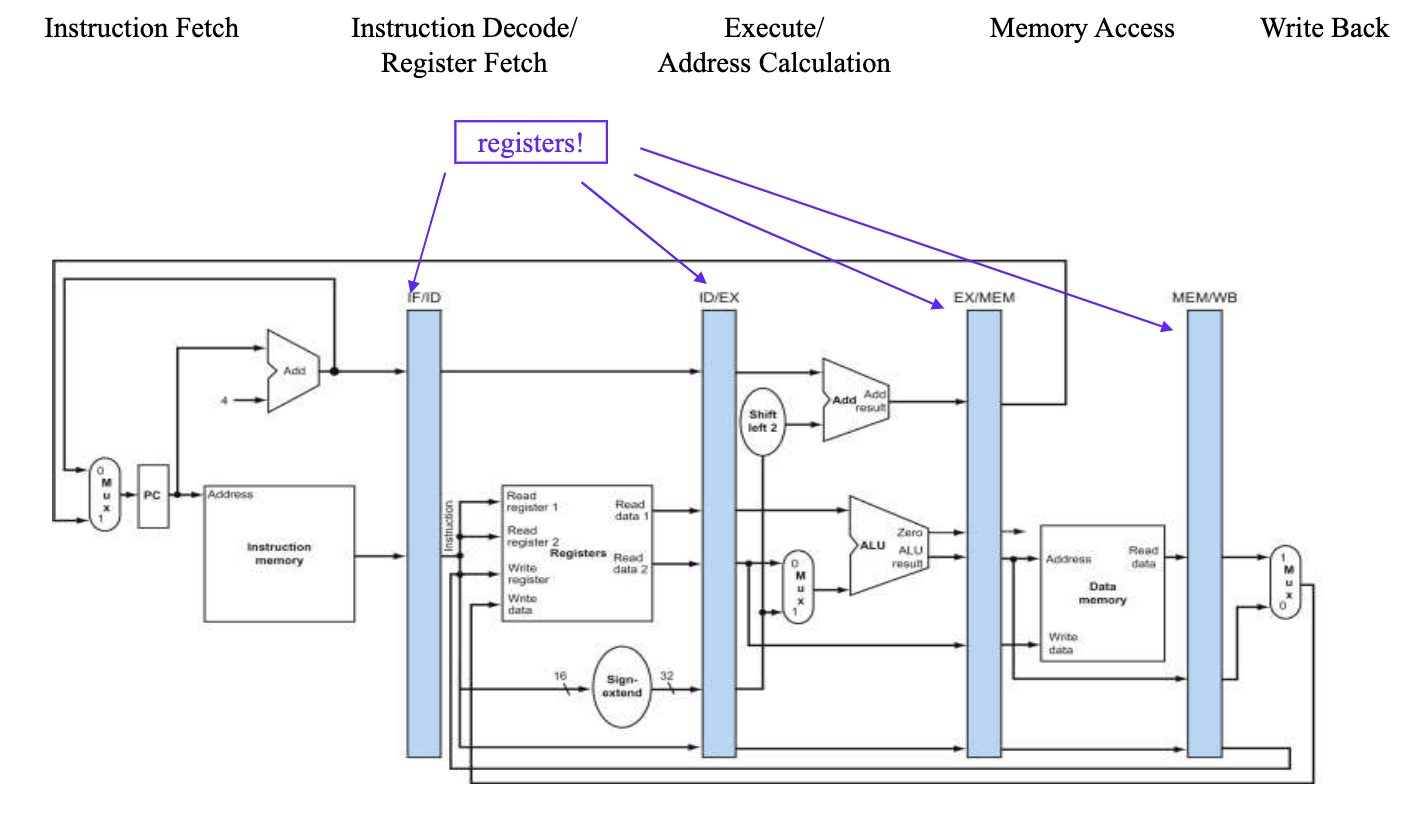 Instruction Fetch
Instruction Decode/
Register Fetch
Execute/
Address Calculation
Memory Access
Write Back
registers!
IF/ID
ID/EX
EX/MEM
MEM/WB
Add
4
Shift
left 2
Add
Add
result
0
M
u
x
1
PC
Address
Instruction
memory
Instruction
Read
register 1
Read
register 2
Write
register
Write
data
Registers
Read
data 1
Read
data 2
16
Sign-
extend
32
0
M
u
x
1
ALU
Zero
ALU
result
Address
Write
data
Data
memory
Read
data
1
M
u
x
0